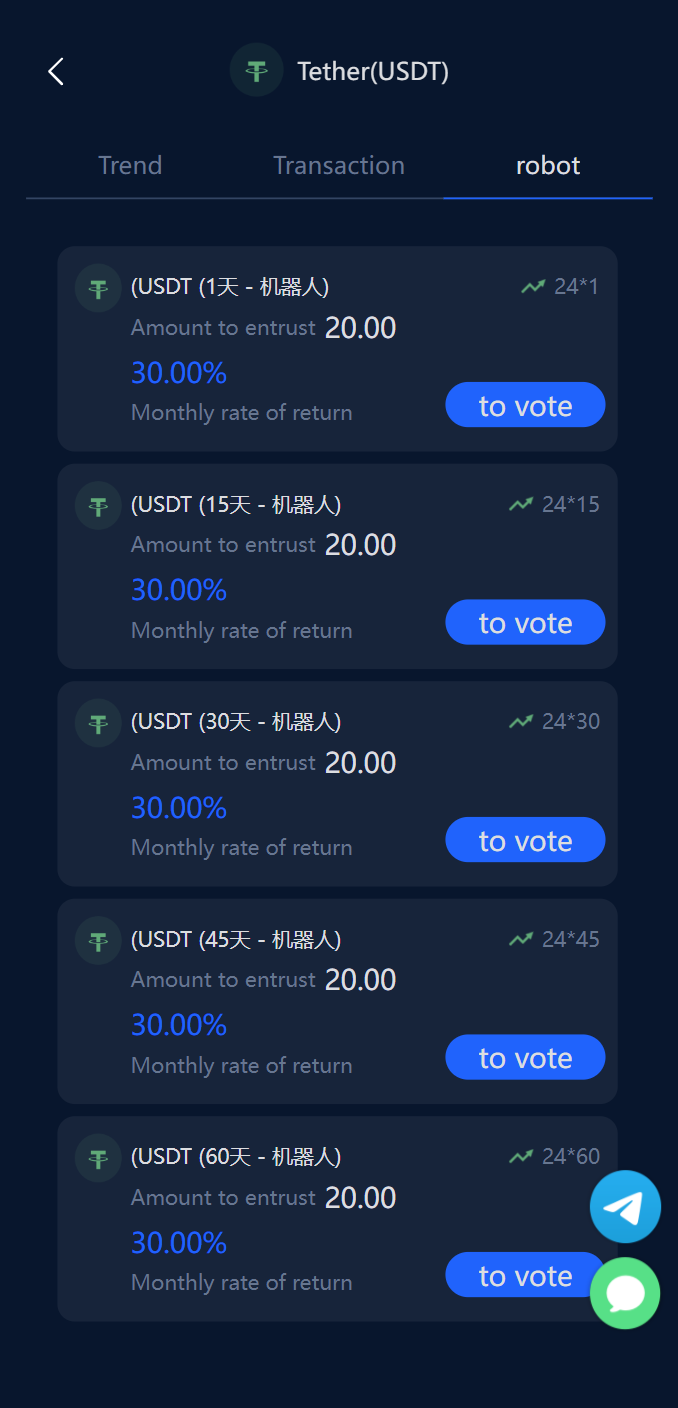 Tether(USDT)
Trend Transaction robot
(USDT (1天 - 机器人) 24*1
Amount to entrust 20.00
30.00%
Monthly rate of return
to vote
(USDT (15天 - 机器人) 24*15
Amount to entrust 20.00
30.00%
Monthly rate of return
to vote
(USDT (30天 - 机器人) 24*30
Amount to entrust 20.00
30.00%
Monthly rate of return
to vote
(USDT (45天 - 机器人) 24*45
Amount to entrust 20.00
30.00%
Monthly rate of return
to vote
(USDT (60天 - 机器人) 24*60
Amount to entrust 20.00
30.00%
Monthly rate of return
to vote